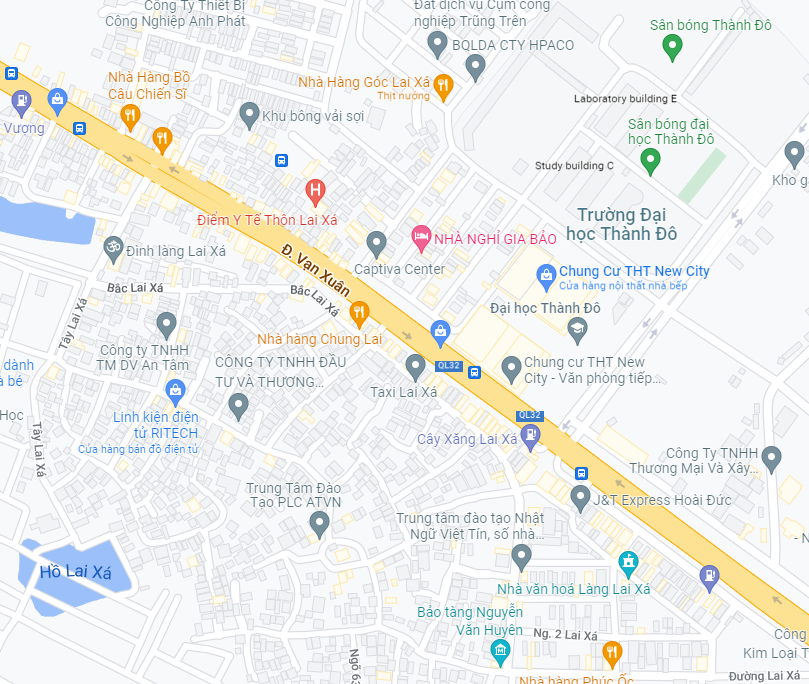 Công Ty Thiết Bị
Công Nghiệp Anh Phát
Đất dịch vụ Cụm công
nghiệp Trũng Trên
Sân bóng Thành Đô
BOLDA CTY HPACO
Nhà Hàng Bồ
Câu Chiến Sĩ
Nhà Hàng Góc Lai Xá
Thịt nướng
Laboratory building E
Vương
Khu bông vải sợi
Sân bóng đại
học Thành Đô
Study building C
Kho g
Điểm Y Tế Thôn Lai Xá
Trường Đại
học Thành Đô
Đình làng Lai Xá
Đ. Vạn Xuân
NHÀ NGHỈ GIA BẢO
Captiva Center
Chung Cư THT New City
Cửa hàng nội thất nhà bếp
Bắc Lai Xá
Bắc Lai Xá
Tây Lai Xá
Đại học Thành Đô
Nhà hàng Chung Lai
Công ty TNHH
TM DV An Tâm
CÔNG TY TNHH ĐẦU
TƯ VÀ THƯƠNG...
QL32
Chung cư THT New
City - Văn phòng tiếp...
dành
bé
Taxi Lai Xá
Học
Linh kiện điện
tử RITECH
Cửa hàng bán đồ điện tử
QL32
Tây Lai Xá
Cây Xăng Lai Xá
Công Ty TNHH
Thương Mại Và Xây...
Trung Tâm Đào
Tạo PLC ATVN
J&T Express Hoài Đức
Trung tâm đào tạo Nhật
Ngữ Việt Tín, số nhà...
- N
Hồ Lai Xá
Nhà văn hoá Làng Lai Xá
Bảo tàng Nguyễn
Văn Huyên
Ng. 2 Lai Xá
Công
Kim Loại T
Ngõ 63
Nhà hàng Phúc Ốc
Đường Lai Xá